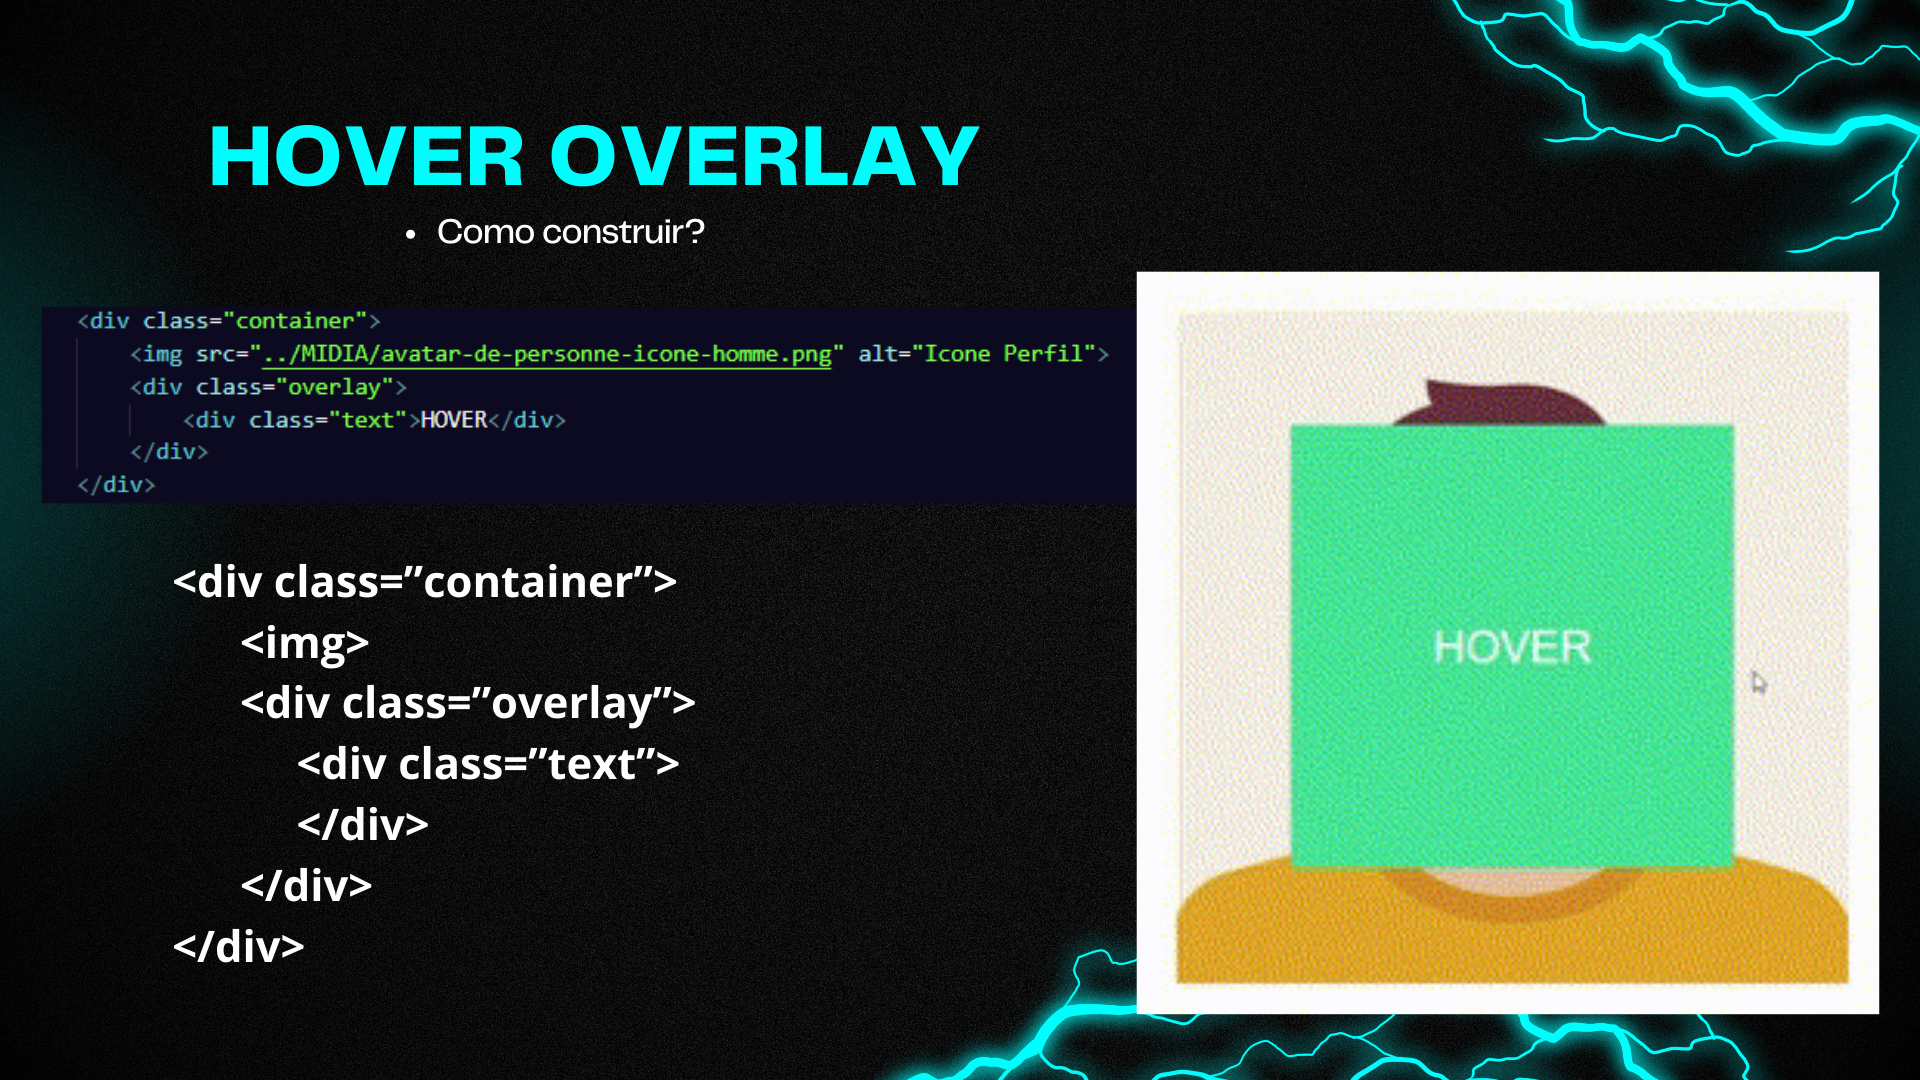 HOVER OVERLAY
• Como construir?
<div class="container">
<img src="../MIDIA/avatar-de-personne-icone-homme.png" alt="Icone Perfil">
<div class="overlay">
<div class="text">HOVER</div>
</div>
</div>
<div class=”container”>
<img>
<div class=”overlay”>
<div class=”text”>
</div>
</div>
</div>
HOVER